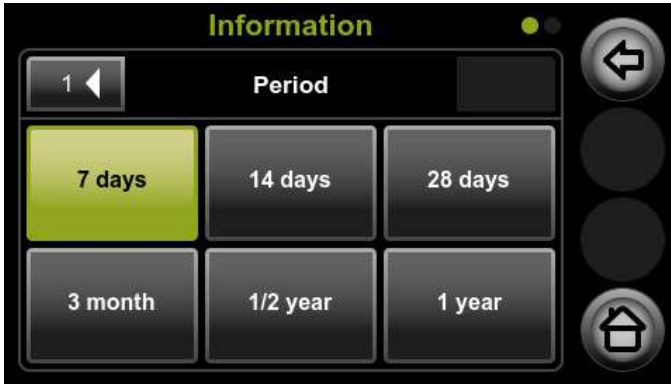 Information
1 Period
7 days 14 days 28 days
3 month 1/2 year 1 year